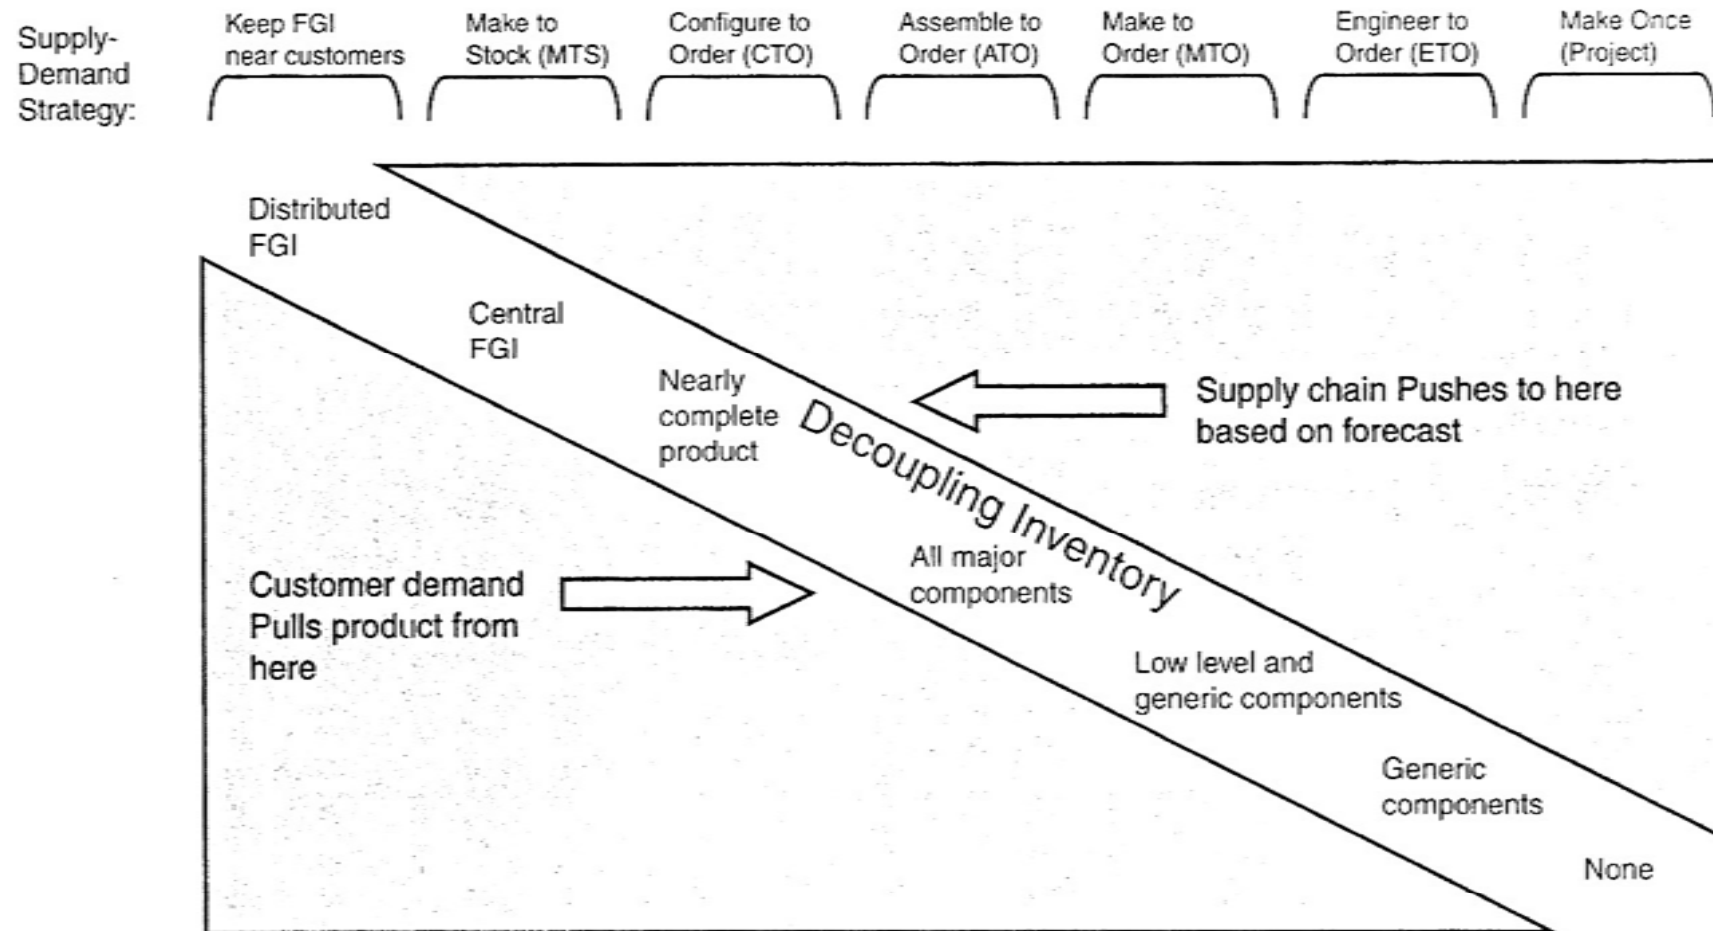 Supply-
Demand
Strategy:
Keep FGI
near customers
Make to
Stock (MTS)
Configure to
Order (CTO)
Assemble to
Order (ATO)
Make to
Order (MTO)
Engineer to
Order (ETO)
Make Once
(Project)
Distributed
FGI
Central
FGI
Nearly
complete
product
Decoupling Inventory
Supply chain Pushes to here
based on forecast
All major
components
Customer demand
Pulls product from
here
Low level and
generic components
Generic
components
None